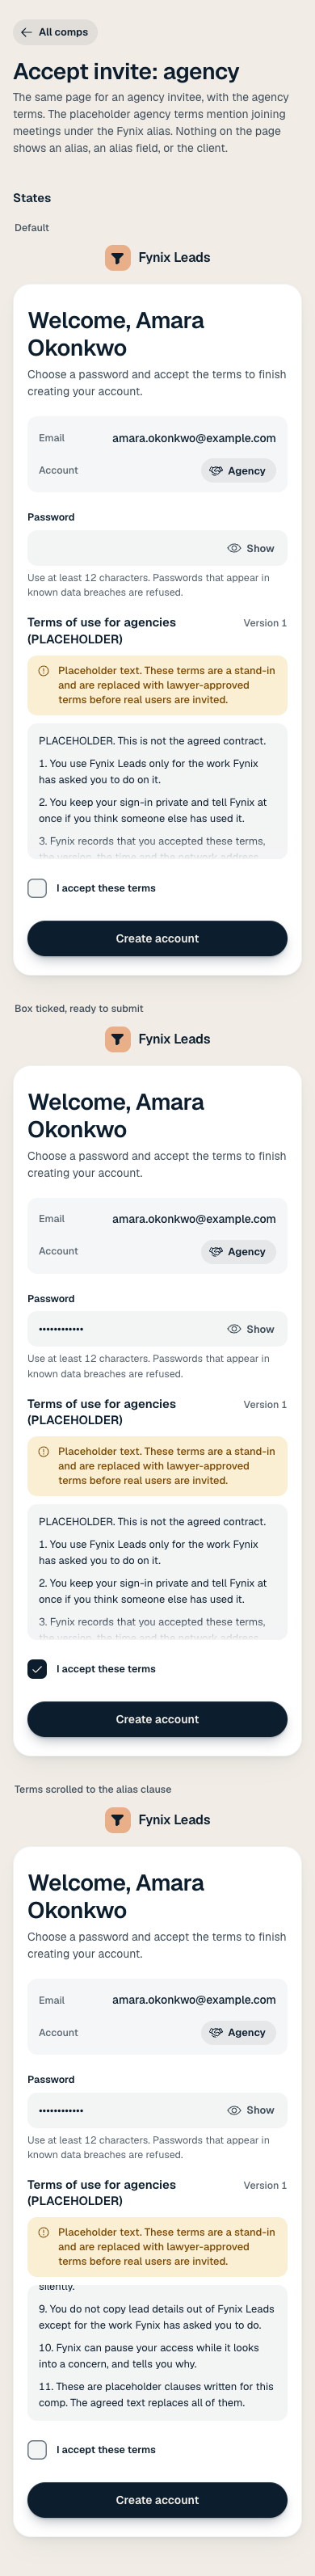 All comps
Accept invite: agency
The same page for an agency invitee, with the agency
terms. The placeholder agency terms mention joining
meetings under the Fynix alias. Nothing on the page
shows an alias, an alias field, or the client.
States
Default
Fynix Leads
Welcome, Amara
Okonkwo
Choose a password and accept the terms to finish
creating your account.
Email amara.okonkwo@example.com
Account Agency
Password
Show
Use at least 12 characters. Passwords that appear in
known data breaches are refused.
Terms of use for agencies Version 1
(PLACEHOLDER)
Placeholder text. These terms are a stand-in
and are replaced with lawyer-approved
terms before real users are invited.
PLACEHOLDER. This is not the agreed contract.
1. You use Fynix Leads only for the work Fynix
has asked you to do on it.
2. You keep your sign-in private and tell Fynix at
once if you think someone else has used it.
3. Fynix records that you accepted these terms,
the version, the time and the network address
I accept these terms
Create account
Box ticked, ready to submit
Fynix Leads
Welcome, Amara
Okonkwo
Choose a password and accept the terms to finish
creating your account.
Email amara.okonkwo@example.com
Account Agency
Password
•••••••••••• Show
Use at least 12 characters. Passwords that appear in
known data breaches are refused.
Terms of use for agencies Version 1
(PLACEHOLDER)
Placeholder text. These terms are a stand-in
and are replaced with lawyer-approved
terms before real users are invited.
PLACEHOLDER. This is not the agreed contract.
1. You use Fynix Leads only for the work Fynix
has asked you to do on it.
2. You keep your sign-in private and tell Fynix at
once if you think someone else has used it.
3. Fynix records that you accepted these terms,
the version, the time and the network address
I accept these terms
Create account
Terms scrolled to the alias clause
Fynix Leads
Welcome, Amara
Okonkwo
Choose a password and accept the terms to finish
creating your account.
Email amara.okonkwo@example.com
Account Agency
Password
•••••••••••• Show
Use at least 12 characters. Passwords that appear in
known data breaches are refused.
Terms of use for agencies Version 1
(PLACEHOLDER)
Placeholder text. These terms are a stand-in
and are replaced with lawyer-approved
terms before real users are invited.
silently.
9. You do not copy lead details out of Fynix Leads
except for the work Fynix has asked you to do.
10. Fynix can pause your access while it looks
into a concern, and tells you why.
11. These are placeholder clauses written for this
comp. The agreed text replaces all of them.
I accept these terms
Create account